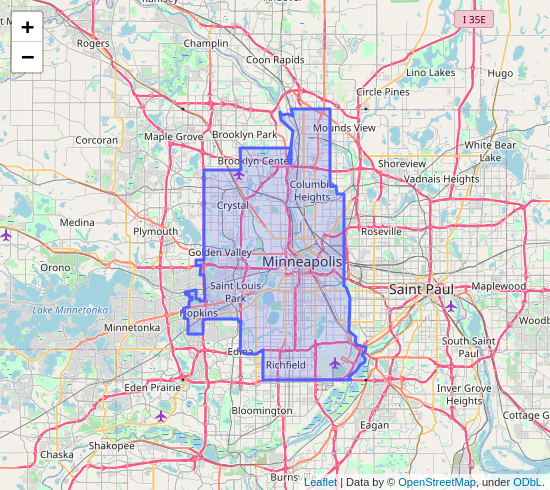 Ramsey
Andover
+
I 35E
Champlin
Rogers
−
Coon Rapids
Lino Lakes
Hugo
Circle Pines
Mounds View
Brooklyn Park
Maple Grove
Corcoran
White Bear
Lake
Brooklyn Center
Shoreview
Vadnais Heights
Columbia
Heights
Crystal
Medina
Plymouth
Roseville
Golden Valley
Minneapolis
Orono
Saint Louis
Park
Saint Paul
Maplewood
Lake Minnetonka
Hopkins
Minnetonka
Woodb
South Saint
Paul
Edina
Richfield
Eden Prairie
Inver Grove
Heights
Bloomington
Cottage G
Eagan
Shakopee
Chaska
Burns
Leaflet | Data by © OpenStreetMap, under ODbL.